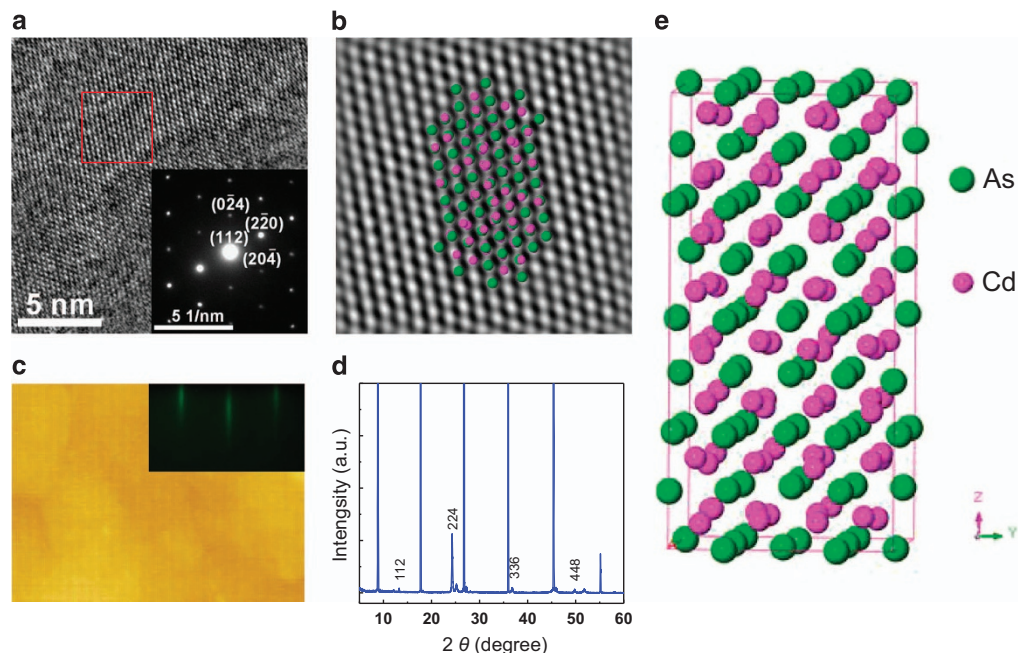 a
b
e
(02̄4)
(22̄0)
(112)
(204̄)
5 nm
5 1/nm
As
Cd
c
d
Intengsity (a.u.)
112
224
336
448
10 20 30 40 50 60
2 θ (degree)
Z
Y